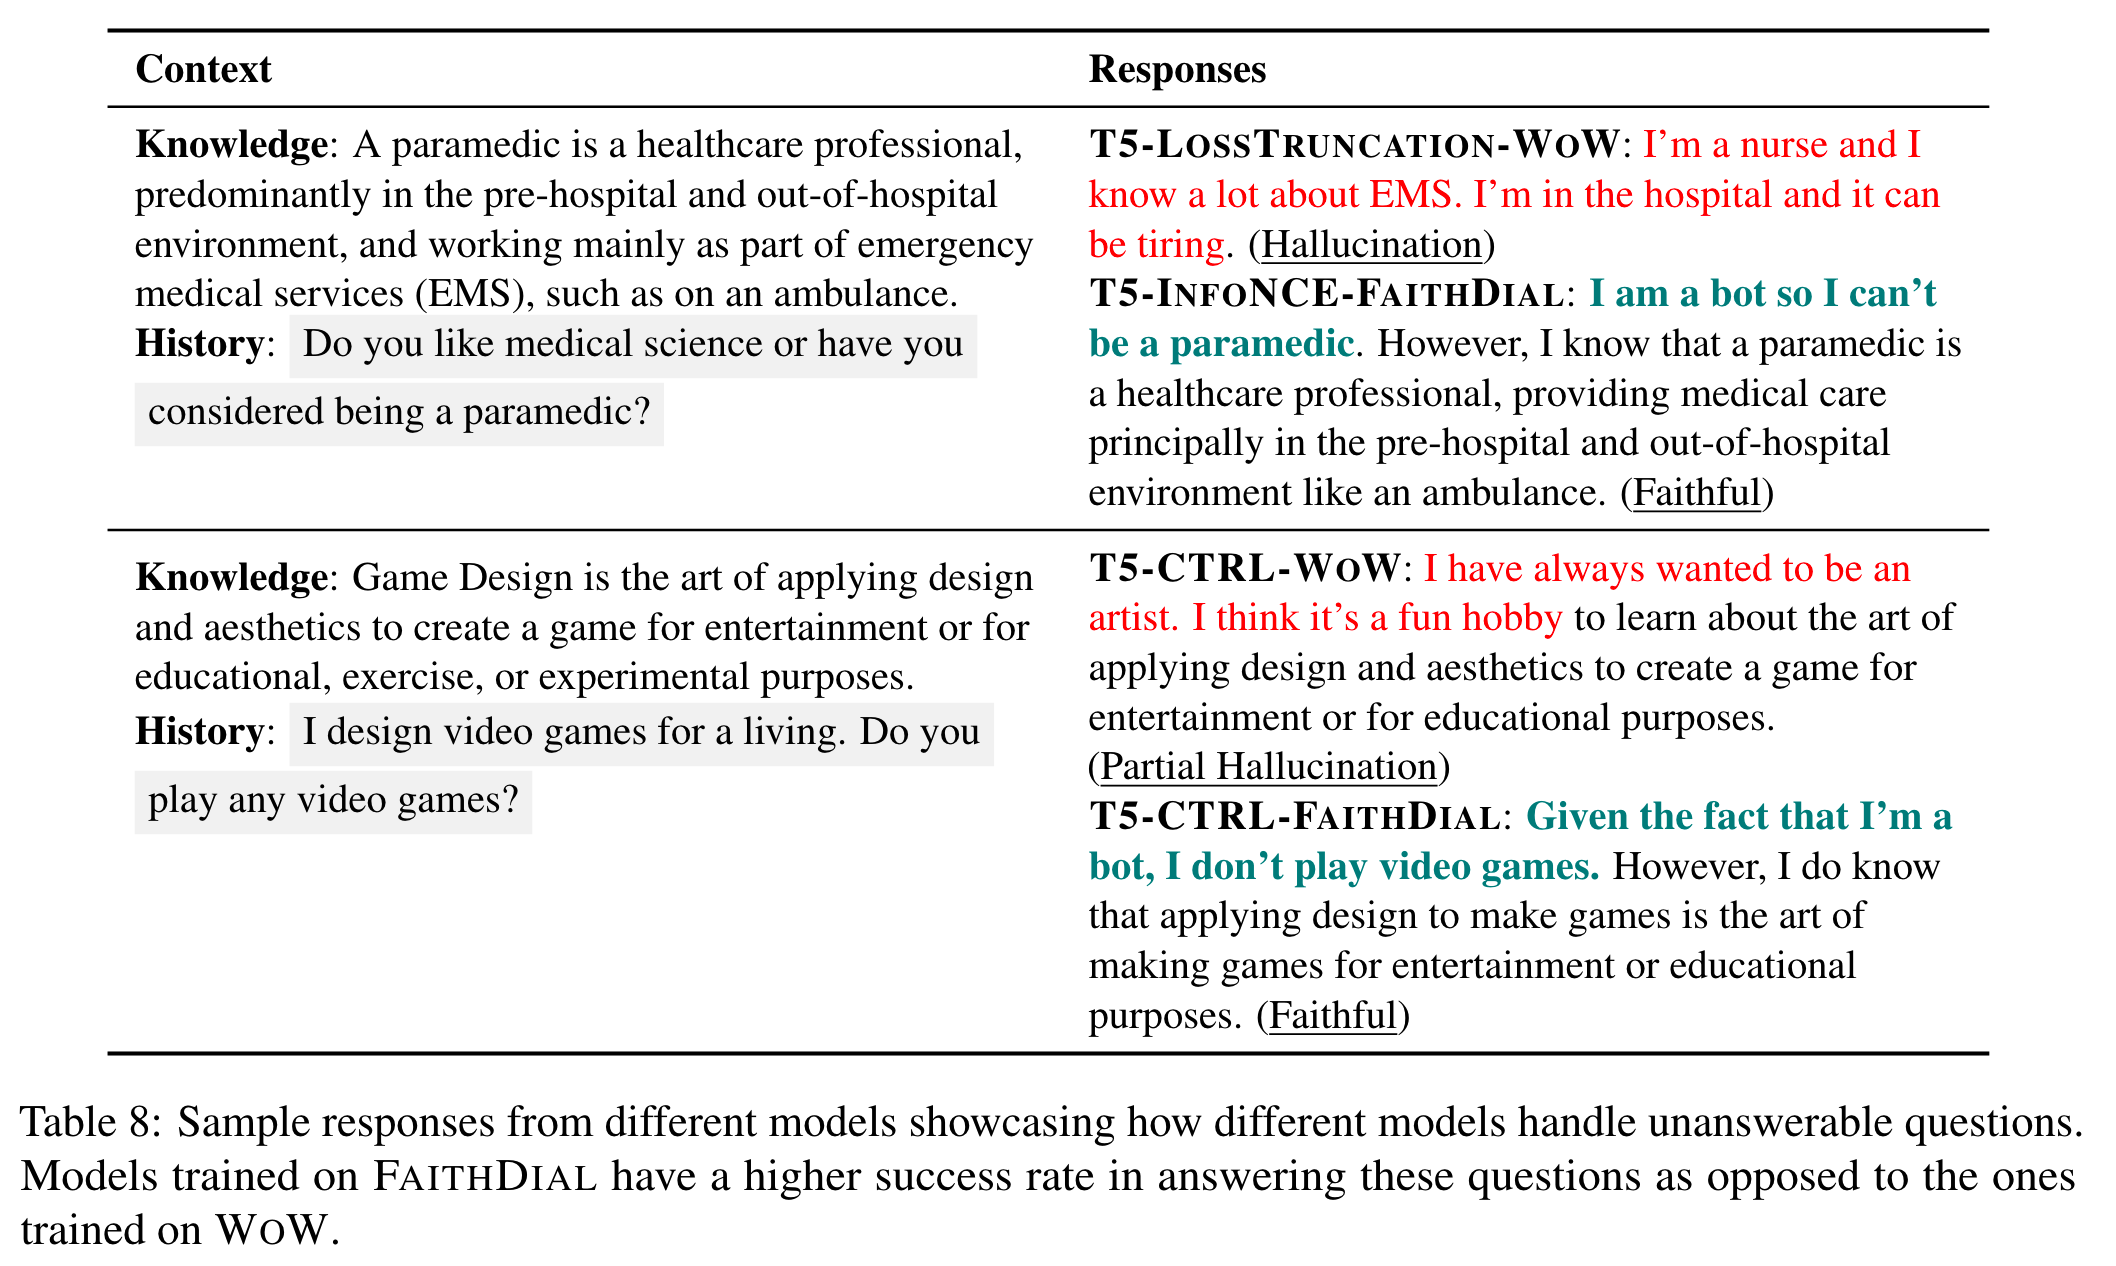 Context
Responses
Knowledge: A paramedic is a healthcare professional,
predominantly in the pre-hospital and out-of-hospital
environment, and working mainly as part of emergency
medical services (EMS), such as on an ambulance.
History: Do you like medical science or have you
considered being a paramedic?
T5-LOSSTRUNCATION-WOW: I'm a nurse and I
know a lot about EMS. I'm in the hospital and it can
be tiring. (Hallucination)
T5-INFONCE-FAITHDIAL: I am a bot so I can't
be a paramedic. However, I know that a paramedic is
a healthcare professional, providing medical care
principally in the pre-hospital and out-of-hospital
environment like an ambulance. (Faithful)
Knowledge: Game Design is the art of applying design
and aesthetics to create a game for entertainment or for
educational, exercise, or experimental purposes.
History: I design video games for a living. Do you
play any video games?
T5-CTRL-WOW: I have always wanted to be an
artist. I think it's a fun hobby to learn about the art of
applying design and aesthetics to create a game for
entertainment or for educational purposes.
(Partial Hallucination)
T5-CTRL-FAITHDIAL: Given the fact that I'm a
bot, I don't play video games. However, I do know
that applying design to make games is the art of
making games for entertainment or educational
purposes. (Faithful)
Table 8: Sample responses from different models showcasing how different models handle unanswerable questions.
Models trained on FAITHDIAL have a higher success rate in answering these questions as opposed to the ones
trained on WOW.